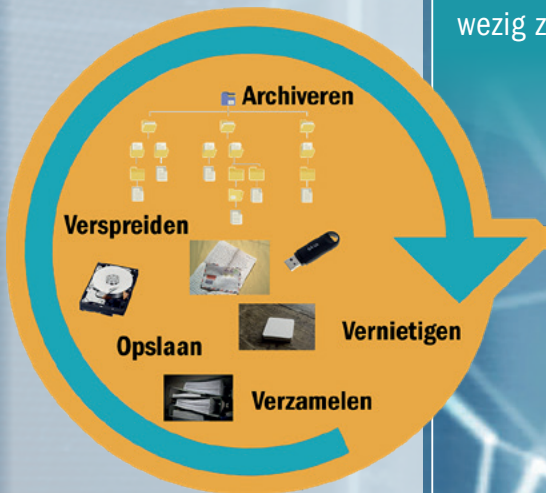 wezig z
Archiveren
Verspreiden
Opslaan
Vernietigen
Verzamelen